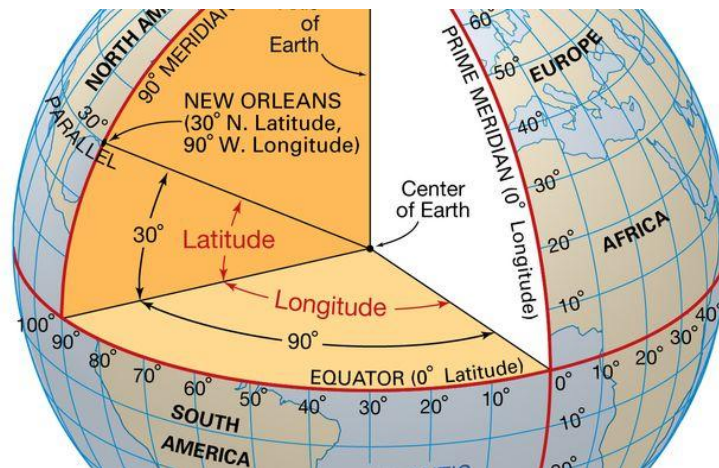 of
Earth
NORTH AM
90° MERIDIAN
30°
PARALLEL
NEW ORLEANS
(30° N. Latitude,
90° W. Longitude)
PRIME MERIDIAN (0° Longitude)
60°
50°
40°
30°
20°
10°
EUROPE
AFRICA
Center
of Earth
30°
Latitude
Longitude
90°
EQUATOR (0° Latitude)
100°
90°
80°
70°
60°
50°
40°
30°
20°
10°
0°
10°
20°
30°
40°
10°
SOUTH
AMERICA